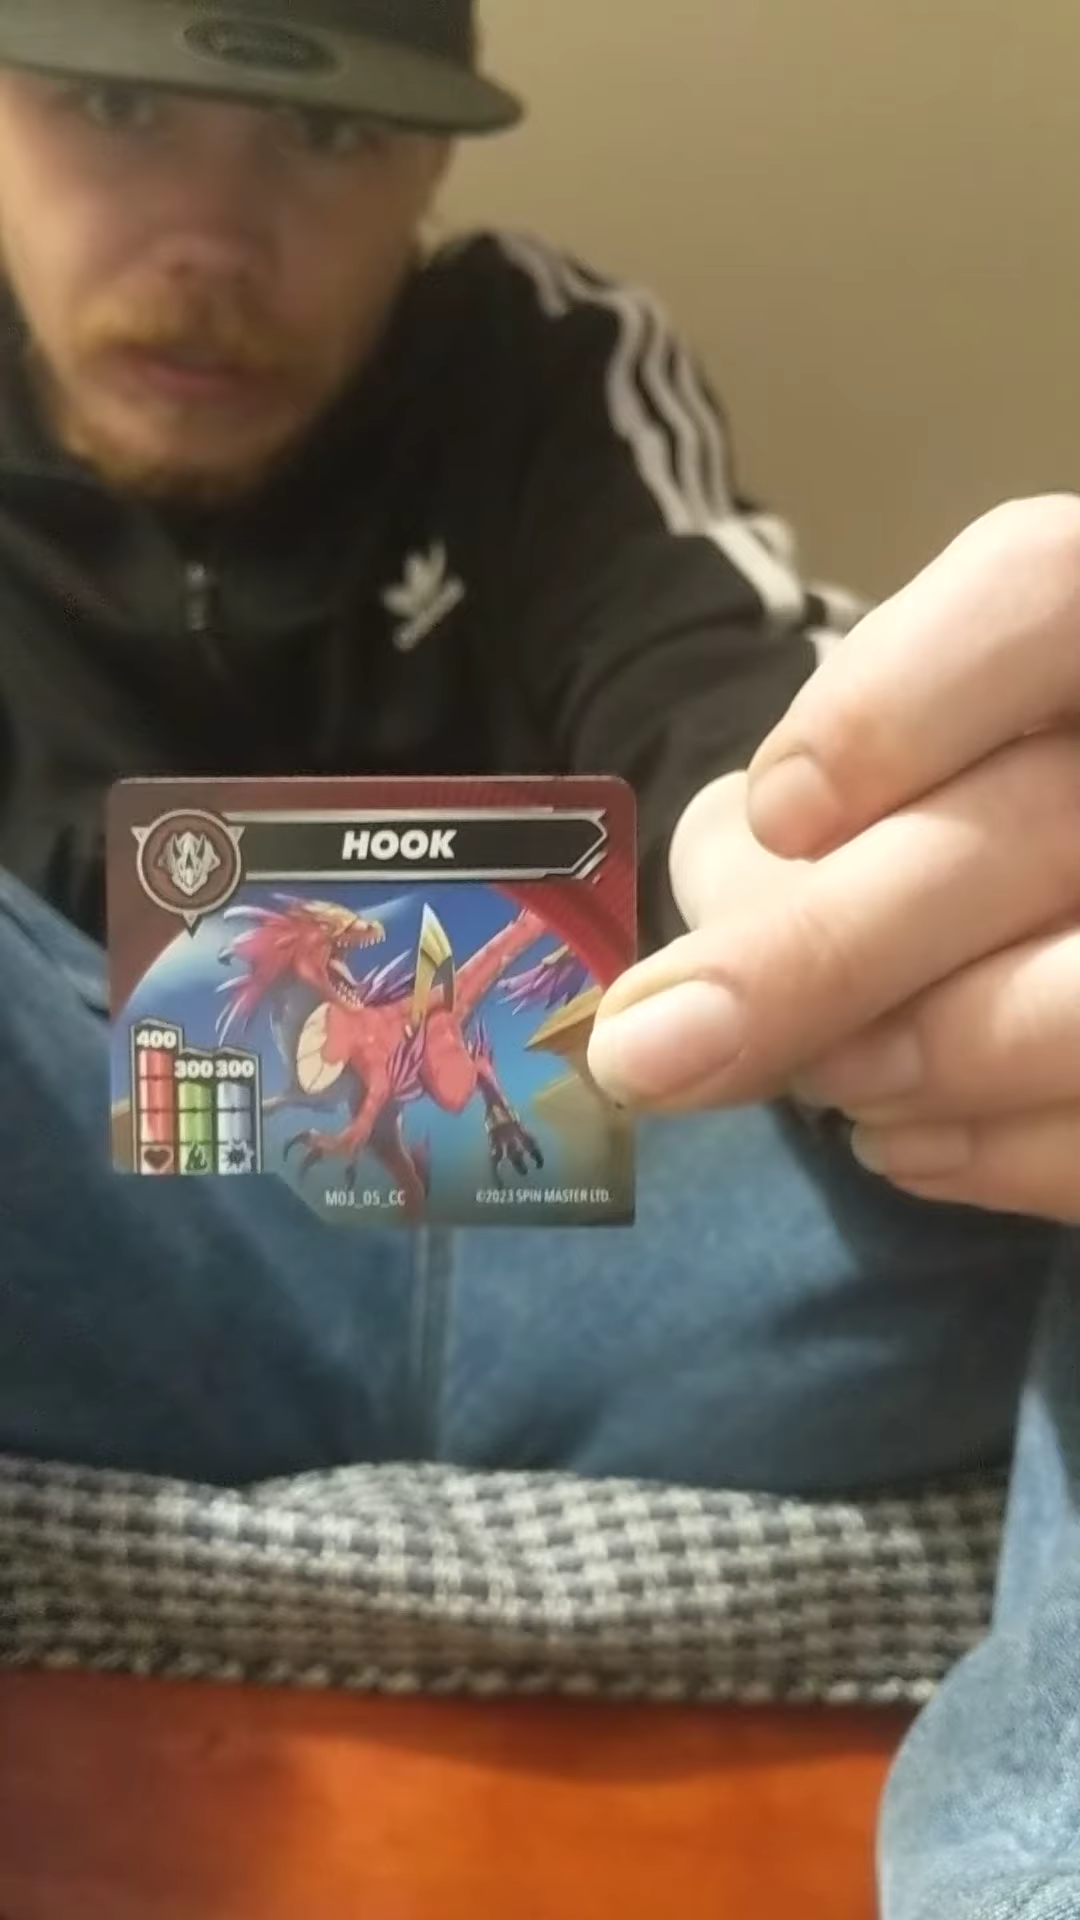 HOOK
400
300 300
M03_05_CC
©2023 SPIN MASTER LTD.